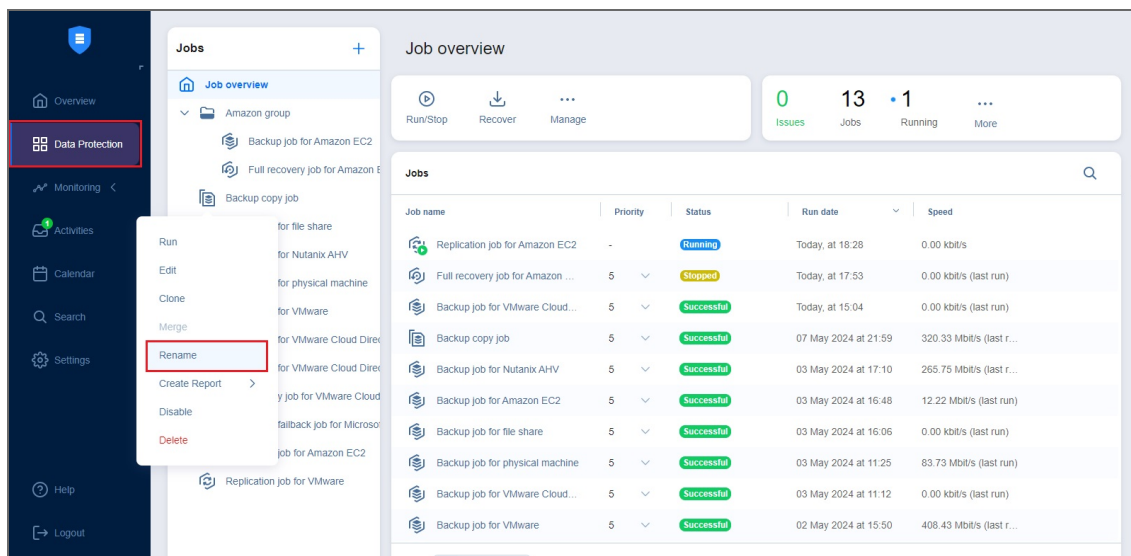 Overview
Data Protection
Monitoring
1
Activities
Calendar
Search
Settings
Help
Logout
Jobs
Job overview
Amazon group
Backup job for Amazon EC2
Full recovery job for Amazon E
Backup copy job
for file share
for Nutanix AHV
for physical machine
for VMware
for VMware Cloud Direc
for VMware Cloud Direc
y job for VMware Cloud
failback job for Microsof
job for Amazon EC2
Replication job for VMware
Run
Edit
Clone
Merge
Rename
Create Report
Disable
Delete
Job overview
Run/Stop Recover Manage
0 13 1
Issues Jobs Running More
Jobs
Job name Priority Status Run date Speed
Replication job for Amazon EC2 - Running Today, at 18:28 0.00 kbit/s
Full recovery job for Amazon ... 5 Stopped Today, at 17:53 0.00 kbit/s (last run)
Backup job for VMware Cloud... 5 Successful Today, at 15:04 0.00 kbit/s (last run)
Backup copy job 5 Successful 07 May 2024 at 21:59 320.33 Mbit/s (last r...
Backup job for Nutanix AHV 5 Successful 03 May 2024 at 17:10 265.75 Mbit/s (last r...
Backup job for Amazon EC2 5 Successful 03 May 2024 at 16:48 12.22 Mbit/s (last run)
Backup job for file share 5 Successful 03 May 2024 at 16:06 0.00 kbit/s (last run)
Backup job for physical machine 5 Successful 03 May 2024 at 11:25 83.73 Mbit/s (last run)
Backup job for VMware Cloud... 5 Successful 03 May 2024 at 11:12 0.00 kbit/s (last run)
Backup job for VMware 5 Successful 02 May 2024 at 15:50 408.43 Mbit/s (last r...